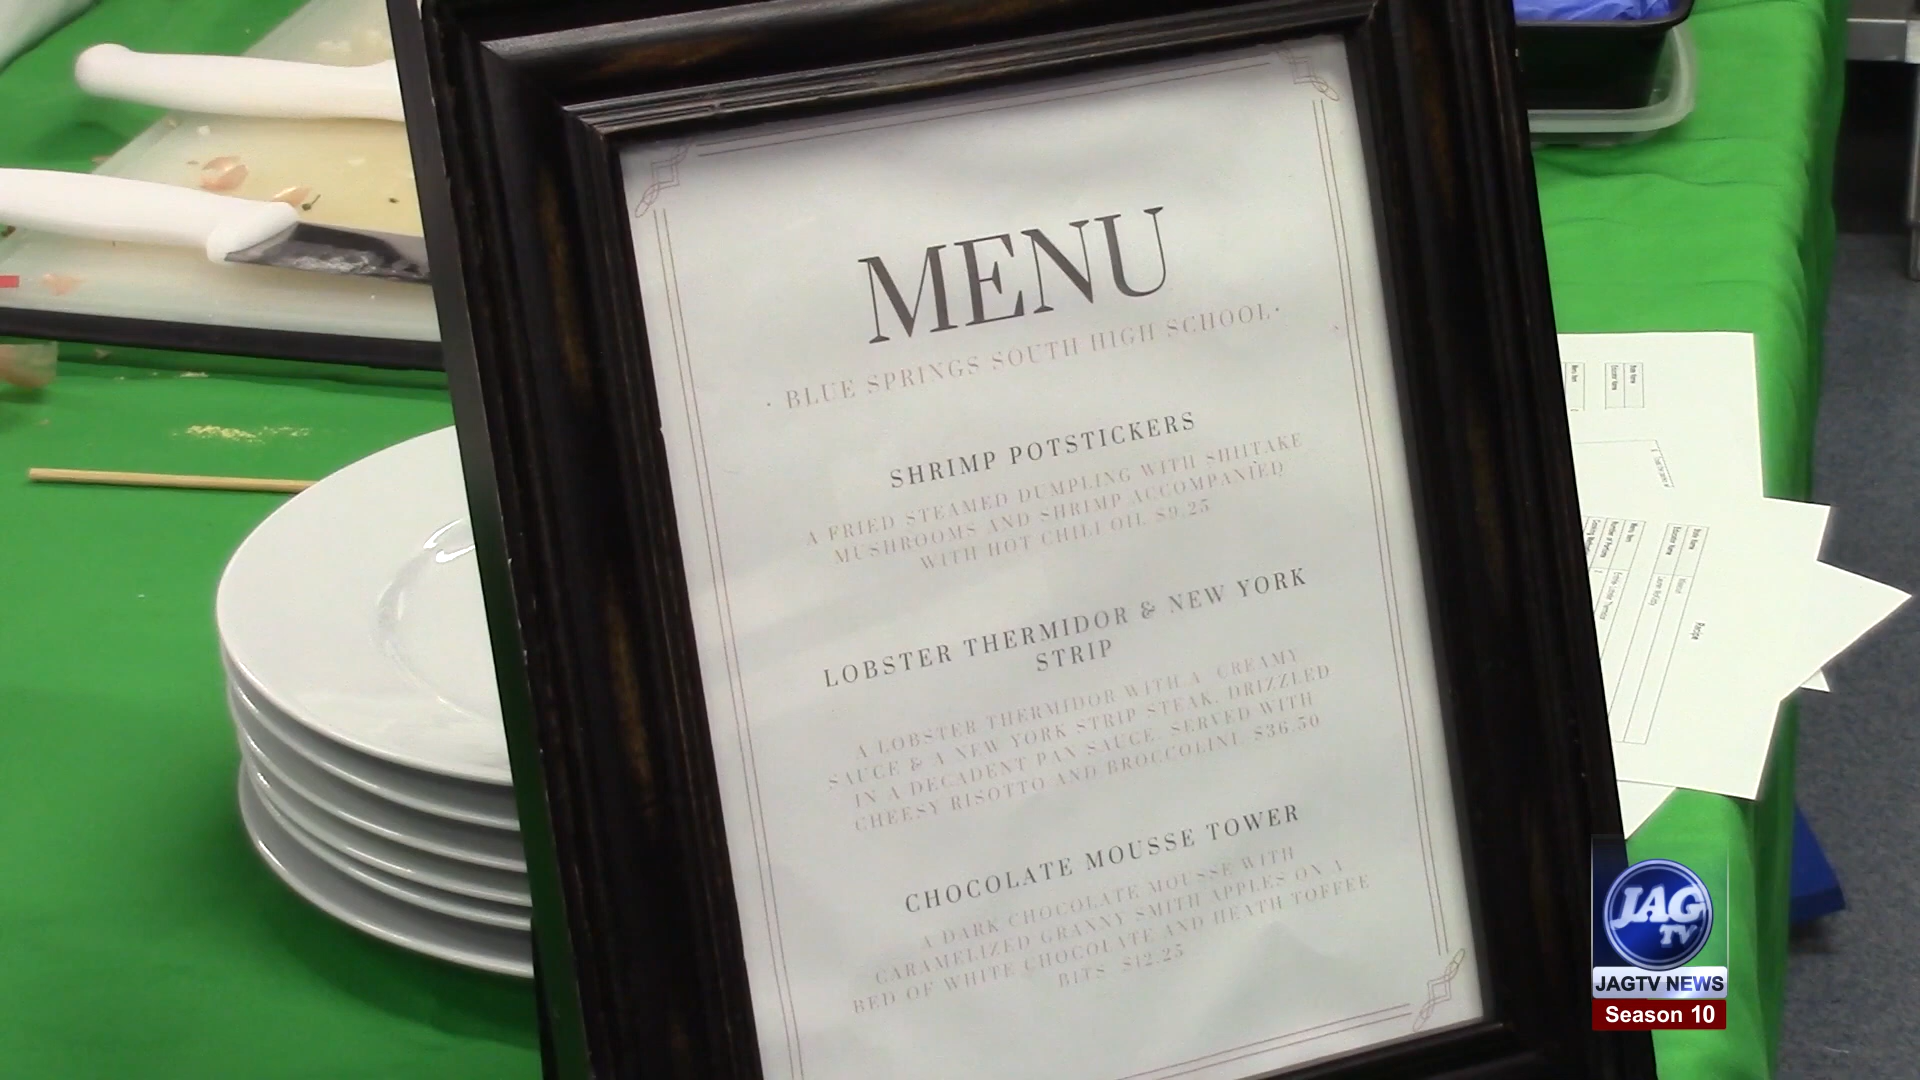 MENU
· BLUE SPRINGS SOUTH HIGH SCHOOL ·
SHRIMP POTSTICKERS
A FRIED STEAMED DUMPLING WITH SHIITAKE
MUSHROOMS AND SHRIMP ACCOMPANIED
WITH HOT CHILI OIL $9.25
LOBSTER THERMIDOR & NEW YORK
STRIP
A LOBSTER THERMIDOR WITH A CREAMY
SAUCE & A NEW YORK STRIP STEAK, DRIZZLED
IN A DECADENT PAN SAUCE. SERVED WITH
CHEESY RISOTTO AND BROCCOLINI. $36.50
CHOCOLATE MOUSSE TOWER
A DARK CHOCOLATE MOUSSE WITH
CARAMELIZED GRANNY SMITH APPLES ON A
BED OF WHITE CHOCOLATE AND HEATH TOFFEE
BITS $12.25
Recipe
JAG
TV
JAGTV NEWS
Season 10